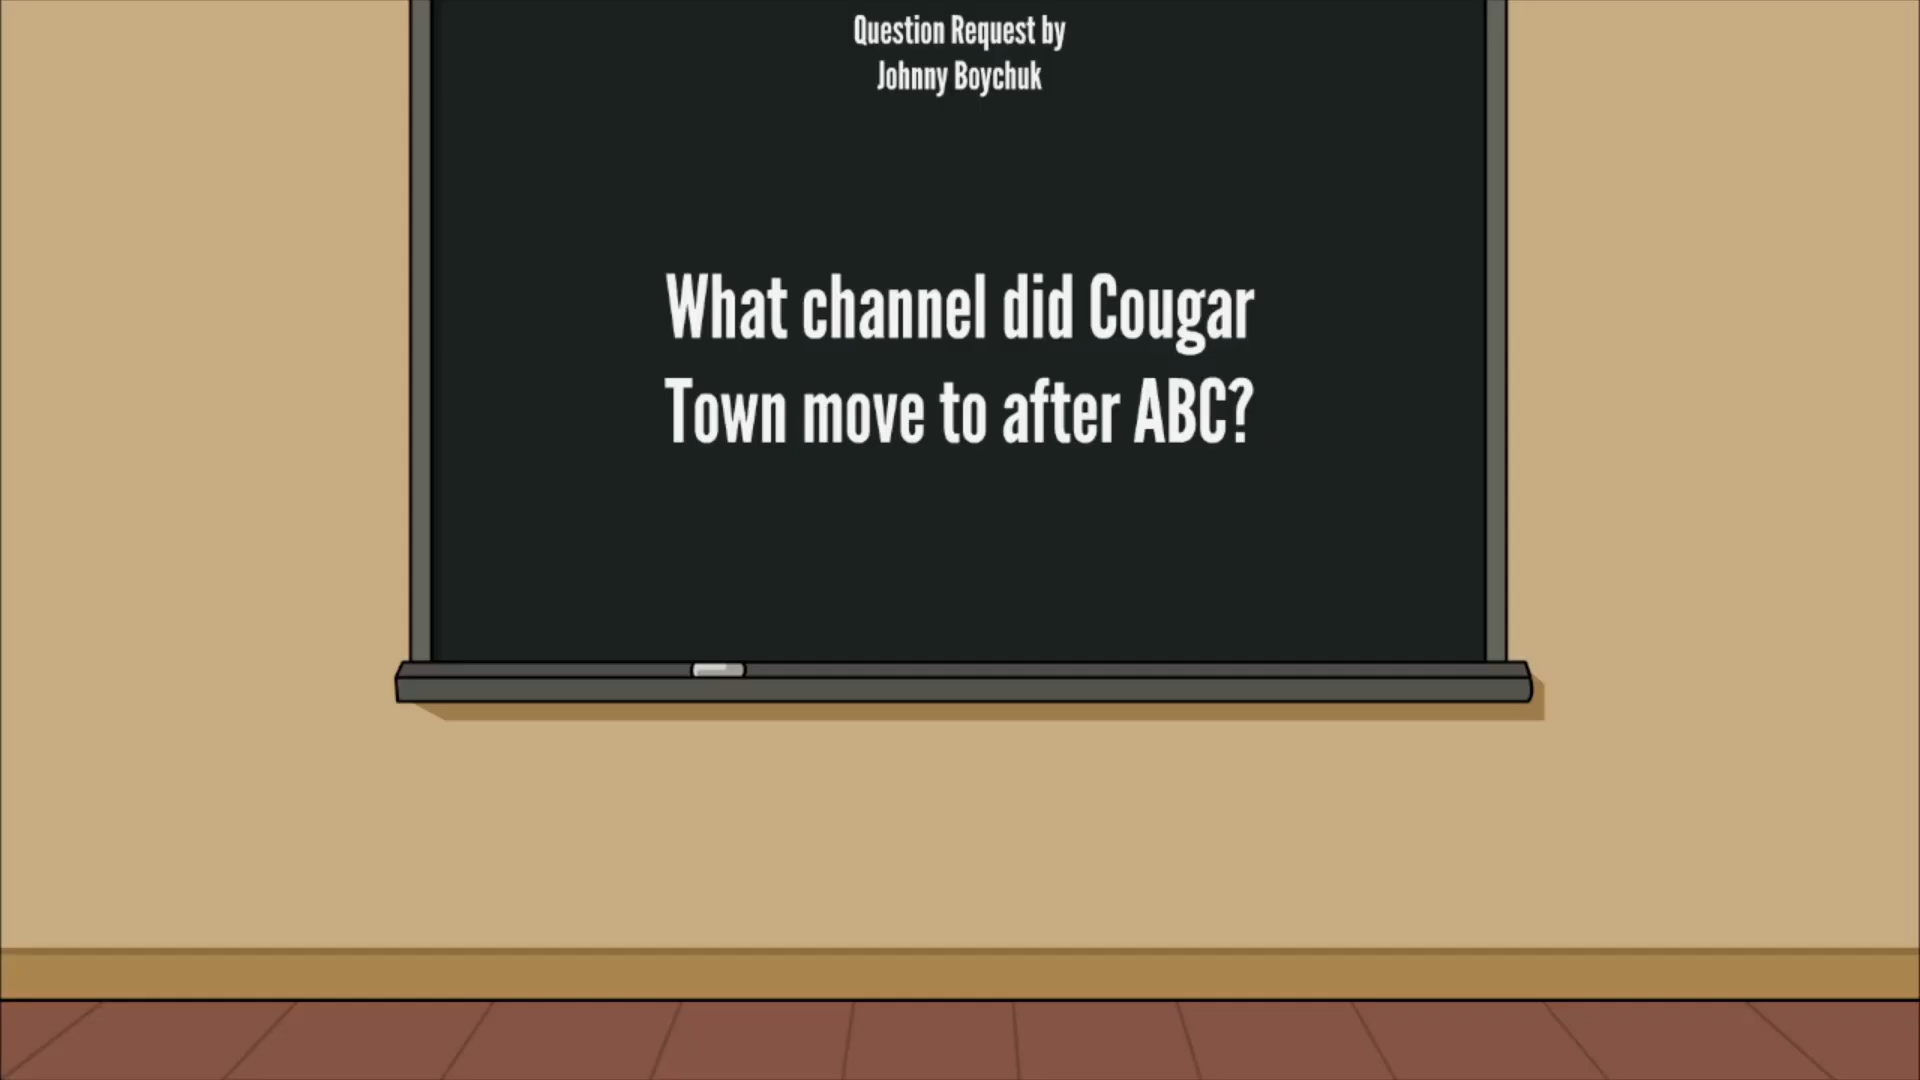 Question Request by
Johnny Boychuk
What channel did Cougar
Town move to after ABC?